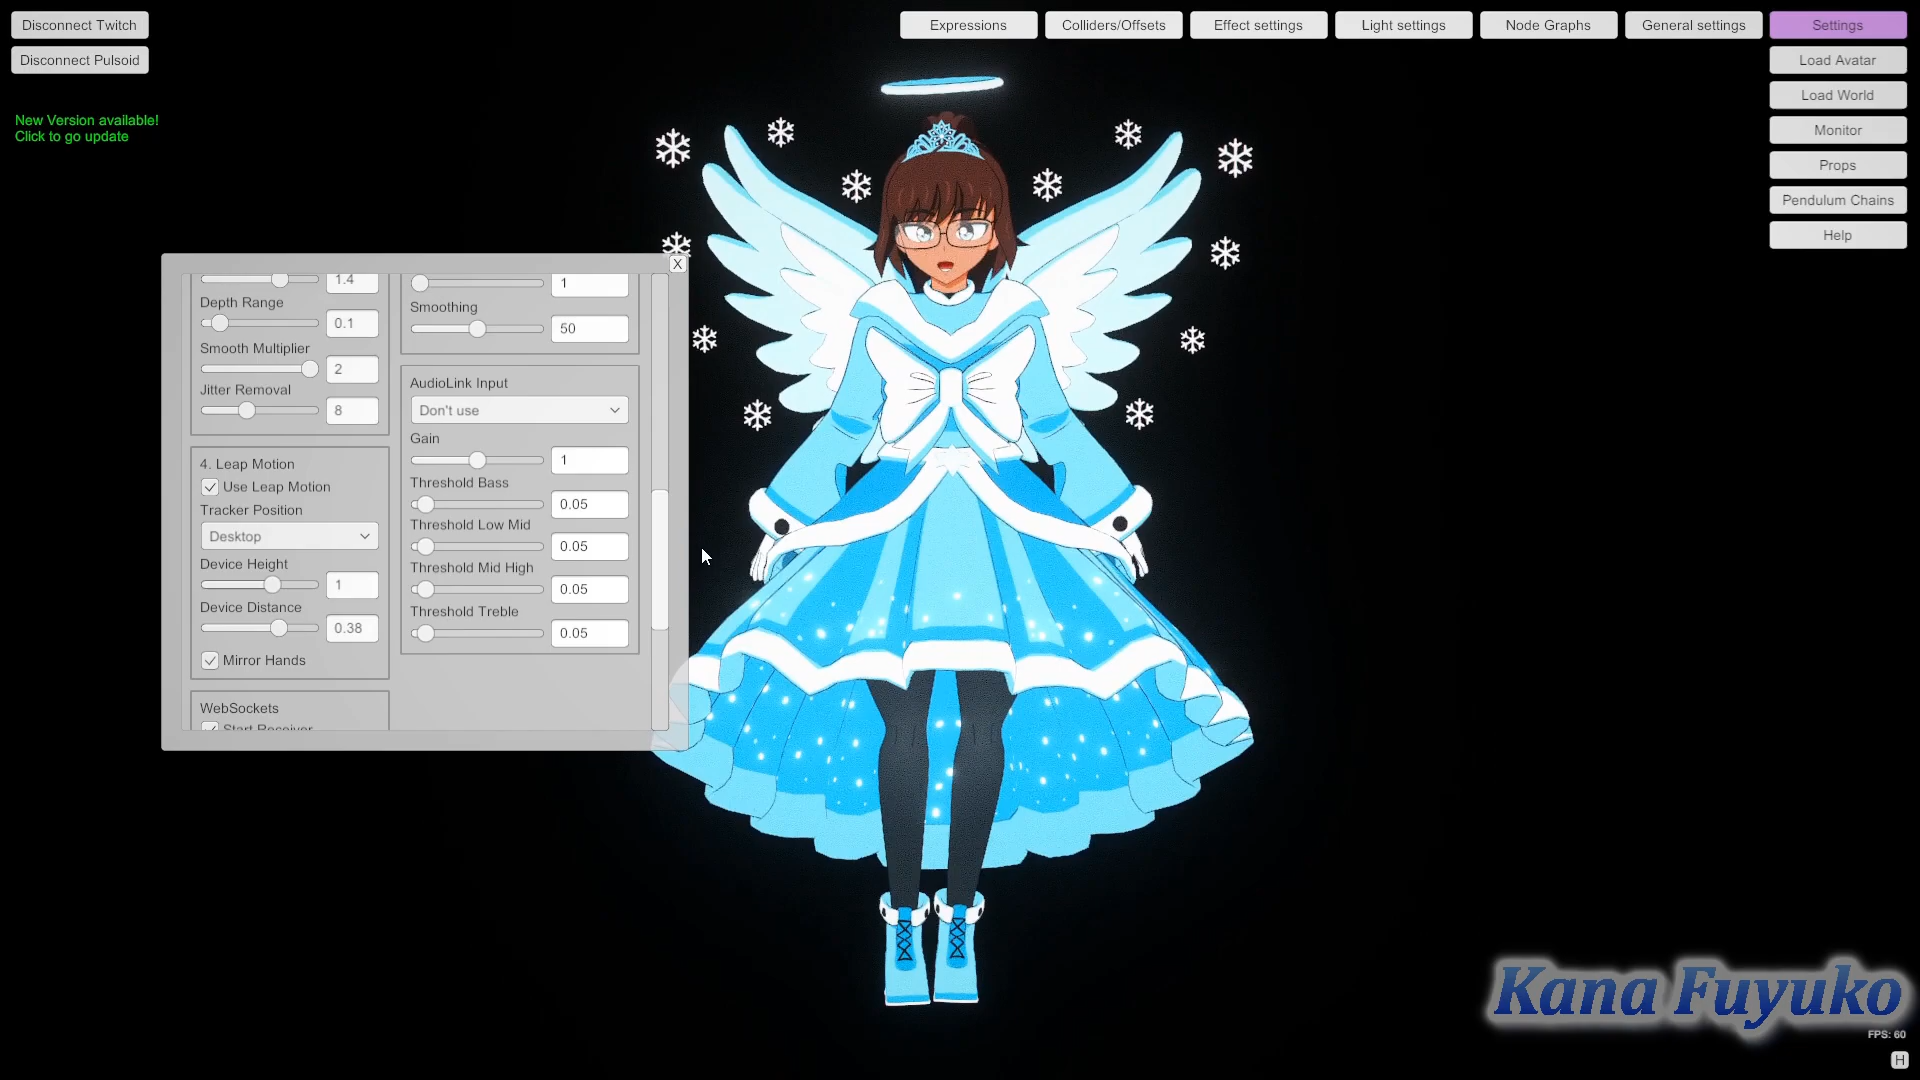 Disconnect Twitch
Disconnect Pulsoid
New Version available!
Click to go update
Expressions
Colliders/Offsets
Effect settings
Light settings
Node Graphs
General settings
Settings
Load Avatar
Load World
Monitor
Props
Pendulum Chains
Help
X
1.4
Depth Range
0.1
Smooth Multiplier
2
Jitter Removal
8
4. Leap Motion
Use Leap Motion
Tracker Position
Desktop
Device Height
1
Device Distance
0.38
Mirror Hands
WebSockets
Start Receiver
1
Smoothing
50
AudioLink Input
Don't use
Gain
1
Threshold Bass
0.05
Threshold Low Mid
0.05
Threshold Mid High
0.05
Threshold Treble
0.05
Kana Fuyuko
FPS: 60
H